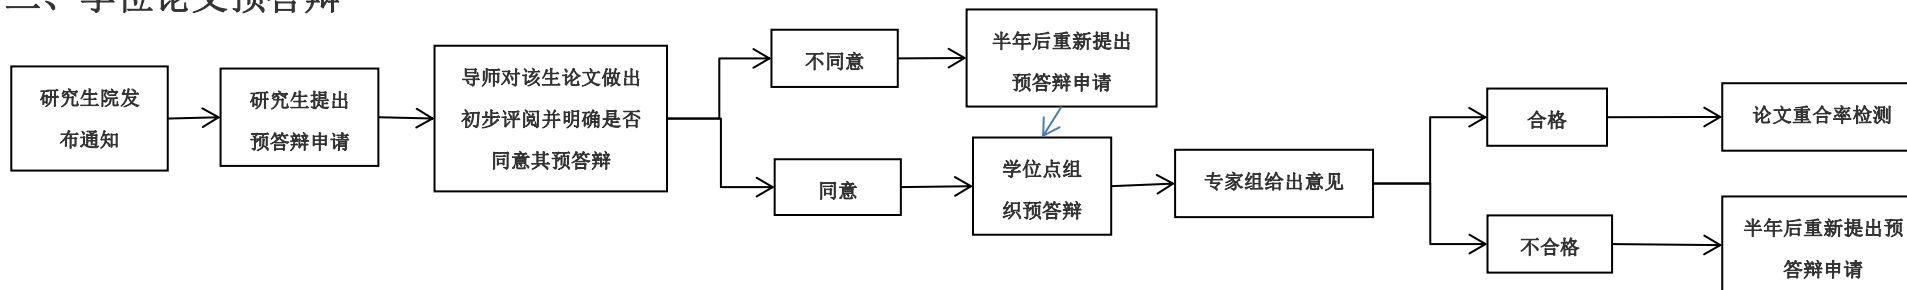 学位论文预答辩
研究生院发
布通知
研究生提出
预答辩申请
导师对该生论文做出
初步评阅并明确是否
同意其预答辩
不同意
半年后重新提出
预答辩申请
同意
学位点组
织预答辩
专家组给出意见
合格
论文重合率检测
不合格
半年后重新提出预
答辩申请